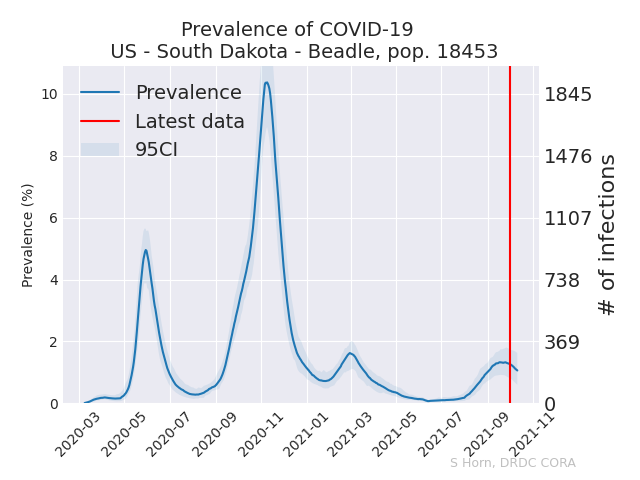 Prevalence of COVID-19
US - South Dakota - Beadle, pop. 18453
Prevalence
Latest data
95CI
Prevalence (%)
10
8
6
4
2
0
1845
1476
1107
738
369
0
# of infections
2020-03
2020-05
2020-07
2020-09
2020-11
2021-01
2021-03
2021-05
2021-07
2021-09
2021-11
S Horn, DRDC CORA